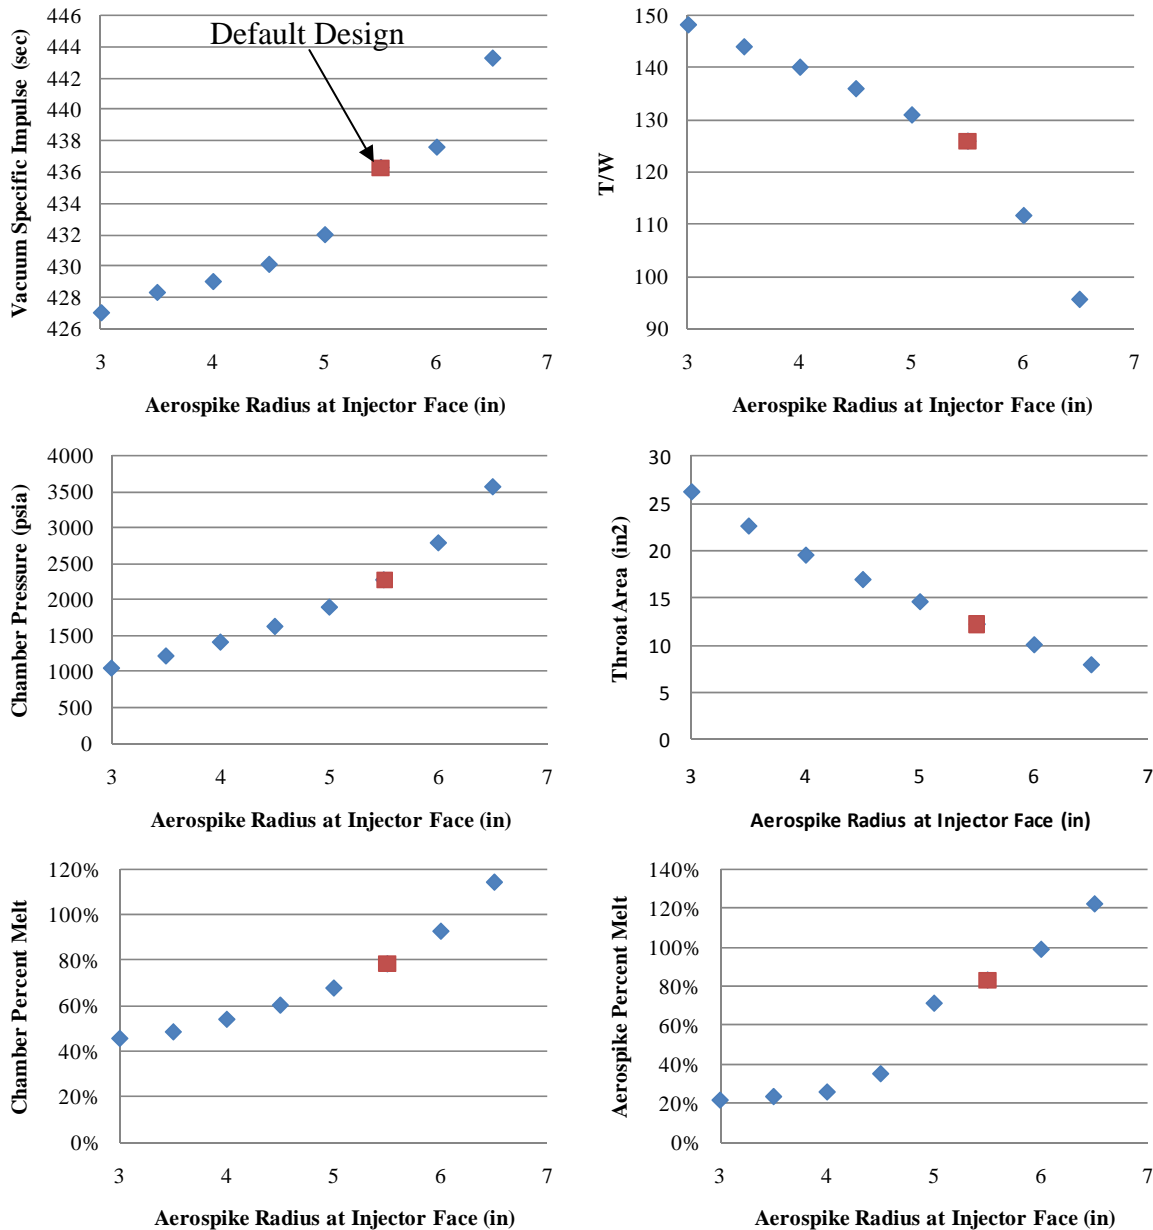 446
444
442
440
438
436
434
432
430
428
426
Vacuum Specific Impulse (sec)
Default Design
3 4 5 6 7
Aerospike Radius at Injector Face (in)
150
140
130
120
110
100
90
T/W
3 4 5 6 7
Aerospike Radius at Injector Face (in)
4000
3500
3000
2500
2000
1500
1000
500
0
Chamber Pressure (psia)
3 4 5 6 7
Aerospike Radius at Injector Face (in)
30
25
20
15
10
5
0
Throat Area (in2)
3 4 5 6 7
Aerospike Radius at Injector Face (in)
120%
100%
80%
60%
40%
20%
0%
Chamber Percent Melt
3 4 5 6 7
Aerospike Radius at Injector Face (in)
140%
120%
100%
80%
60%
40%
20%
0%
Aerospike Percent Melt
3 4 5 6 7
Aerospike Radius at Injector Face (in)